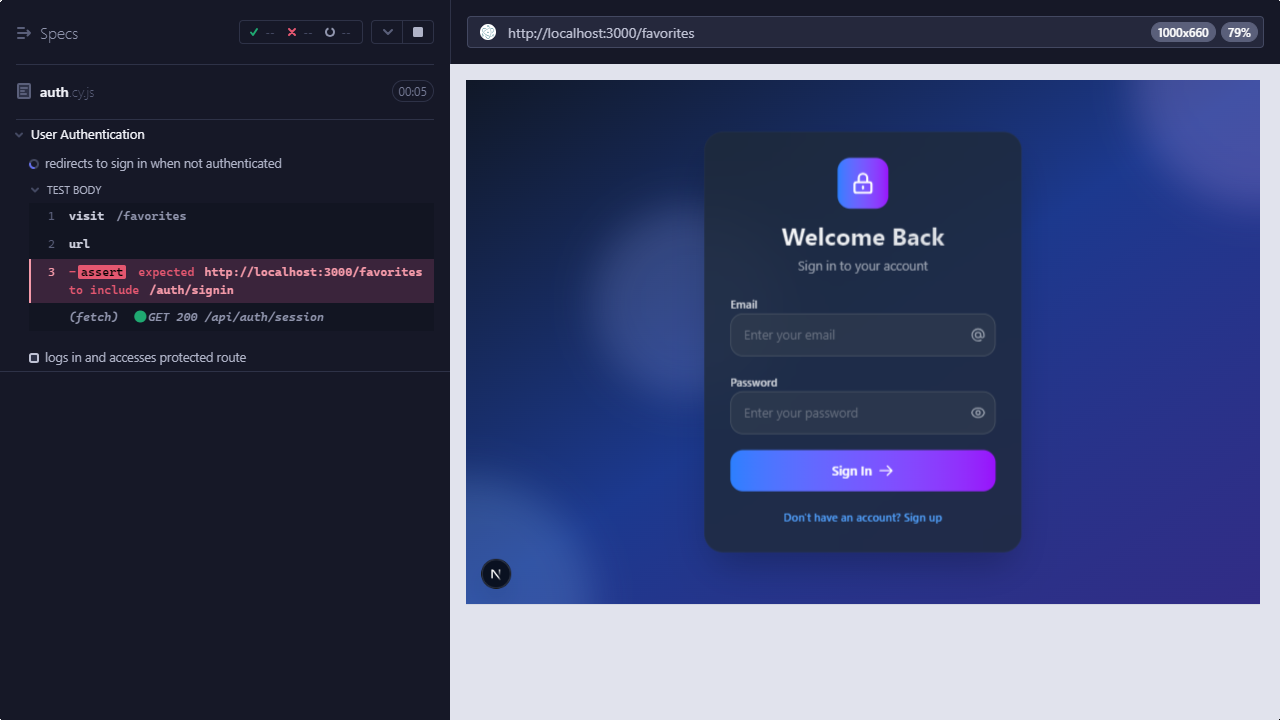 Specs
-- -- --
auth.cy.js
00:05
User Authentication
redirects to sign in when not authenticated
TEST BODY
1 visit /favorites
2 url
3 -assert expected http://localhost:3000/favorites
to include /auth/signin
(fetch) GET 200 /api/auth/session
logs in and accesses protected route
http://localhost:3000/favorites
1000x660
79%
Welcome Back
Sign in to your account
Email
Enter your email
Password
Enter your password
Sign In →
Don't have an account? Sign up
N